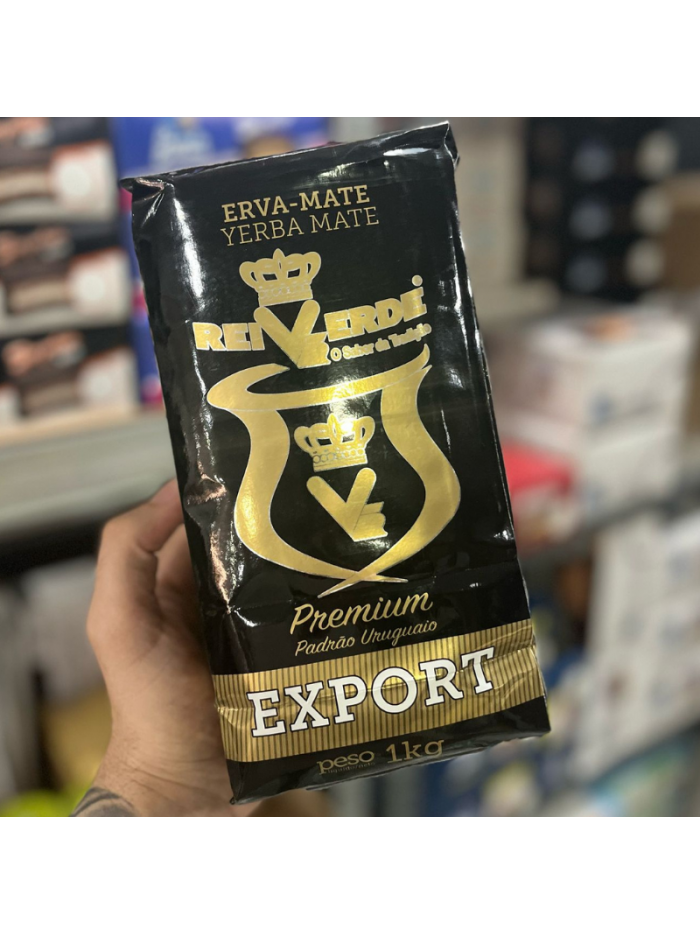 ERVA-MATE
YERBA MATE
REI VERDE®
O Sabor da Tradição
Premium
Padrão Uruguaio
EXPORT
peso 1kg